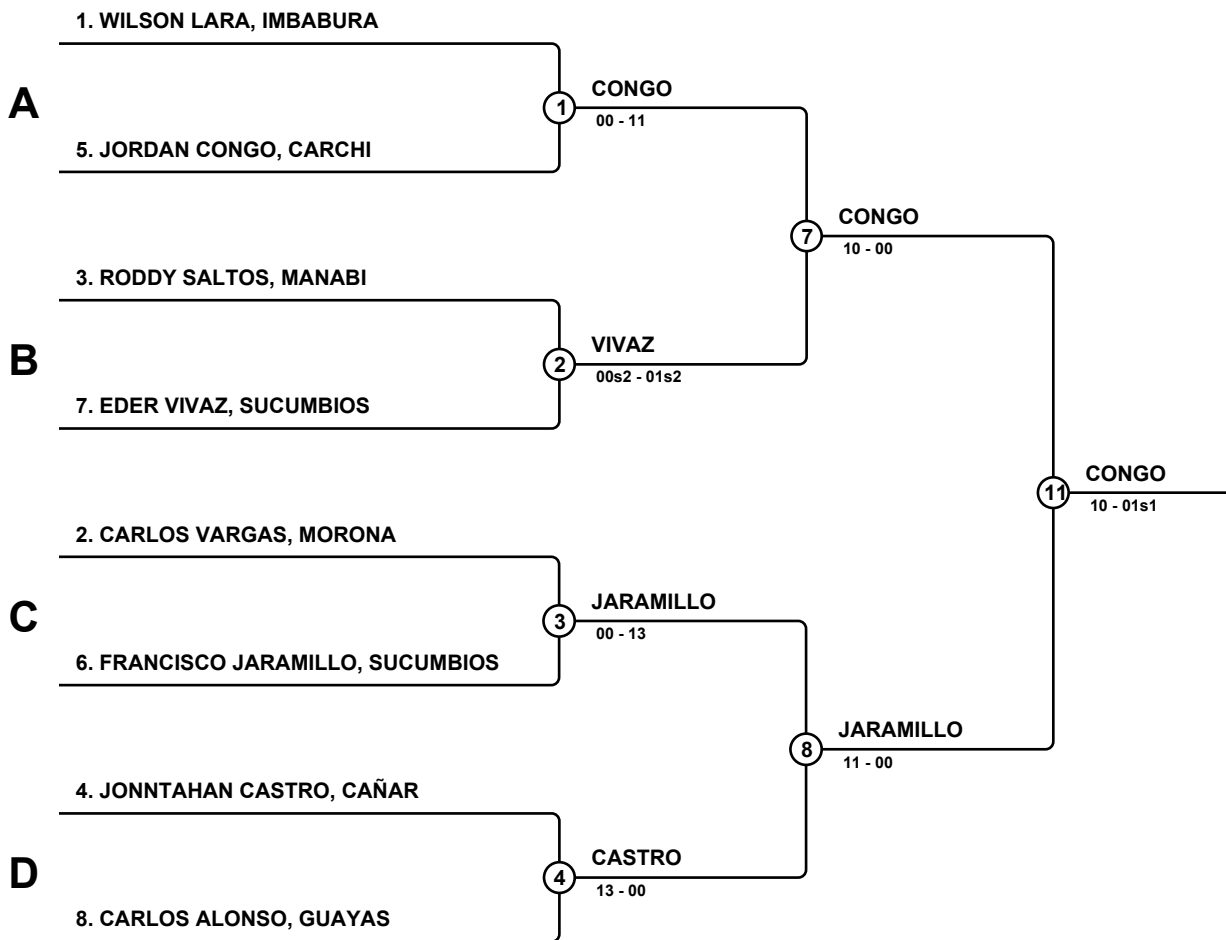 1. WILSON LARA, IMBABURA
A
1
CONGO
00 - 11
5. JORDAN CONGO, CARCHI
7
CONGO
10 - 00
3. RODDY SALTOS, MANABI
B
2
VIVAZ
00s2 - 01s2
7. EDER VIVAZ, SUCUMBIOS
11
CONGO
10 - 01s1
2. CARLOS VARGAS, MORONA
C
3
JARAMILLO
00 - 13
6. FRANCISCO JARAMILLO, SUCUMBIOS
8
JARAMILLO
11 - 00
4. JONNTAHAN CASTRO, CAÑAR
D
4
CASTRO
13 - 00
8. CARLOS ALONSO, GUAYAS